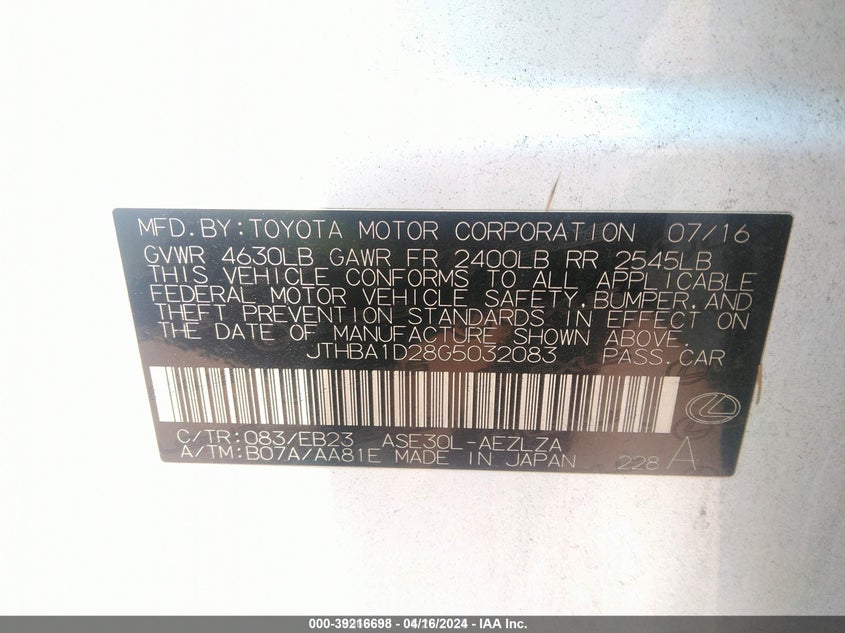 MFD.BY:TOYOTA MOTOR CORPORATION 07/16
GVWR 4630LB GAWR FR 2400LB RR 2545LB
THIS VEHICLE CONFORMS TO ALL APPLICABLE
FEDERAL MOTOR VEHICLE SAFETY,BUMPER,AND
THEFT PREVENTION STANDARDS IN EFFECT ON
THE DATE OF MANUFACTURE SHOWN ABOVE.
JTHBA1D28G5032083 PASS.CAR
C/TR:083/EB23 ASE30L-AEZLZA
A/TM:B07A/AA81E MADE IN JAPAN 228 A
000-39216698 - 04/16/2024 - IAA Inc.